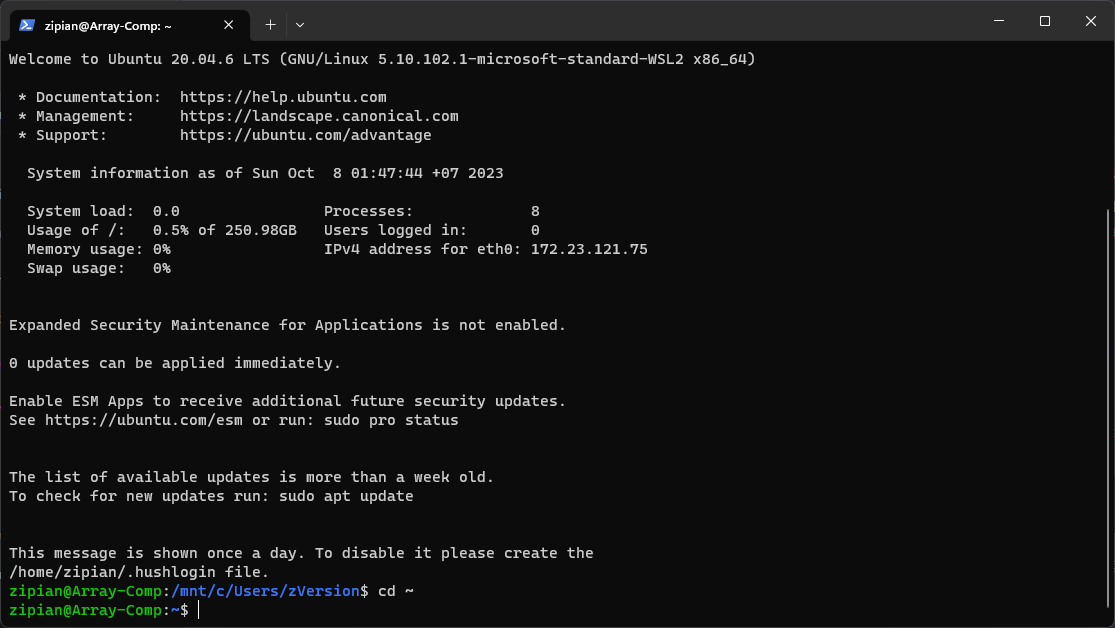 zipian@Array-Comp: ~
Welcome to Ubuntu 20.04.6 LTS (GNU/Linux 5.10.102.1-microsoft-standard-WSL2 x86_64)
* Documentation:  https://help.ubuntu.com
* Management:     https://landscape.canonical.com
* Support:        https://ubuntu.com/advantage
System information as of Sun Oct  8 01:47:44 +07 2023
System load:  0.0                Processes:             8
Usage of /:   0.5% of 250.98GB   Users logged in:       0
Memory usage: 0%                 IPv4 address for eth0: 172.23.121.75
Swap usage:   0%
Expanded Security Maintenance for Applications is not enabled.
0 updates can be applied immediately.
Enable ESM Apps to receive additional future security updates.
See https://ubuntu.com/esm or run: sudo pro status
The list of available updates is more than a week old.
To check for new updates run: sudo apt update
This message is shown once a day. To disable it please create the
/home/zipian/.hushlogin file.
zipian@Array-Comp:/mnt/c/Users/zVersion$ cd ~
zipian@Array-Comp:~$